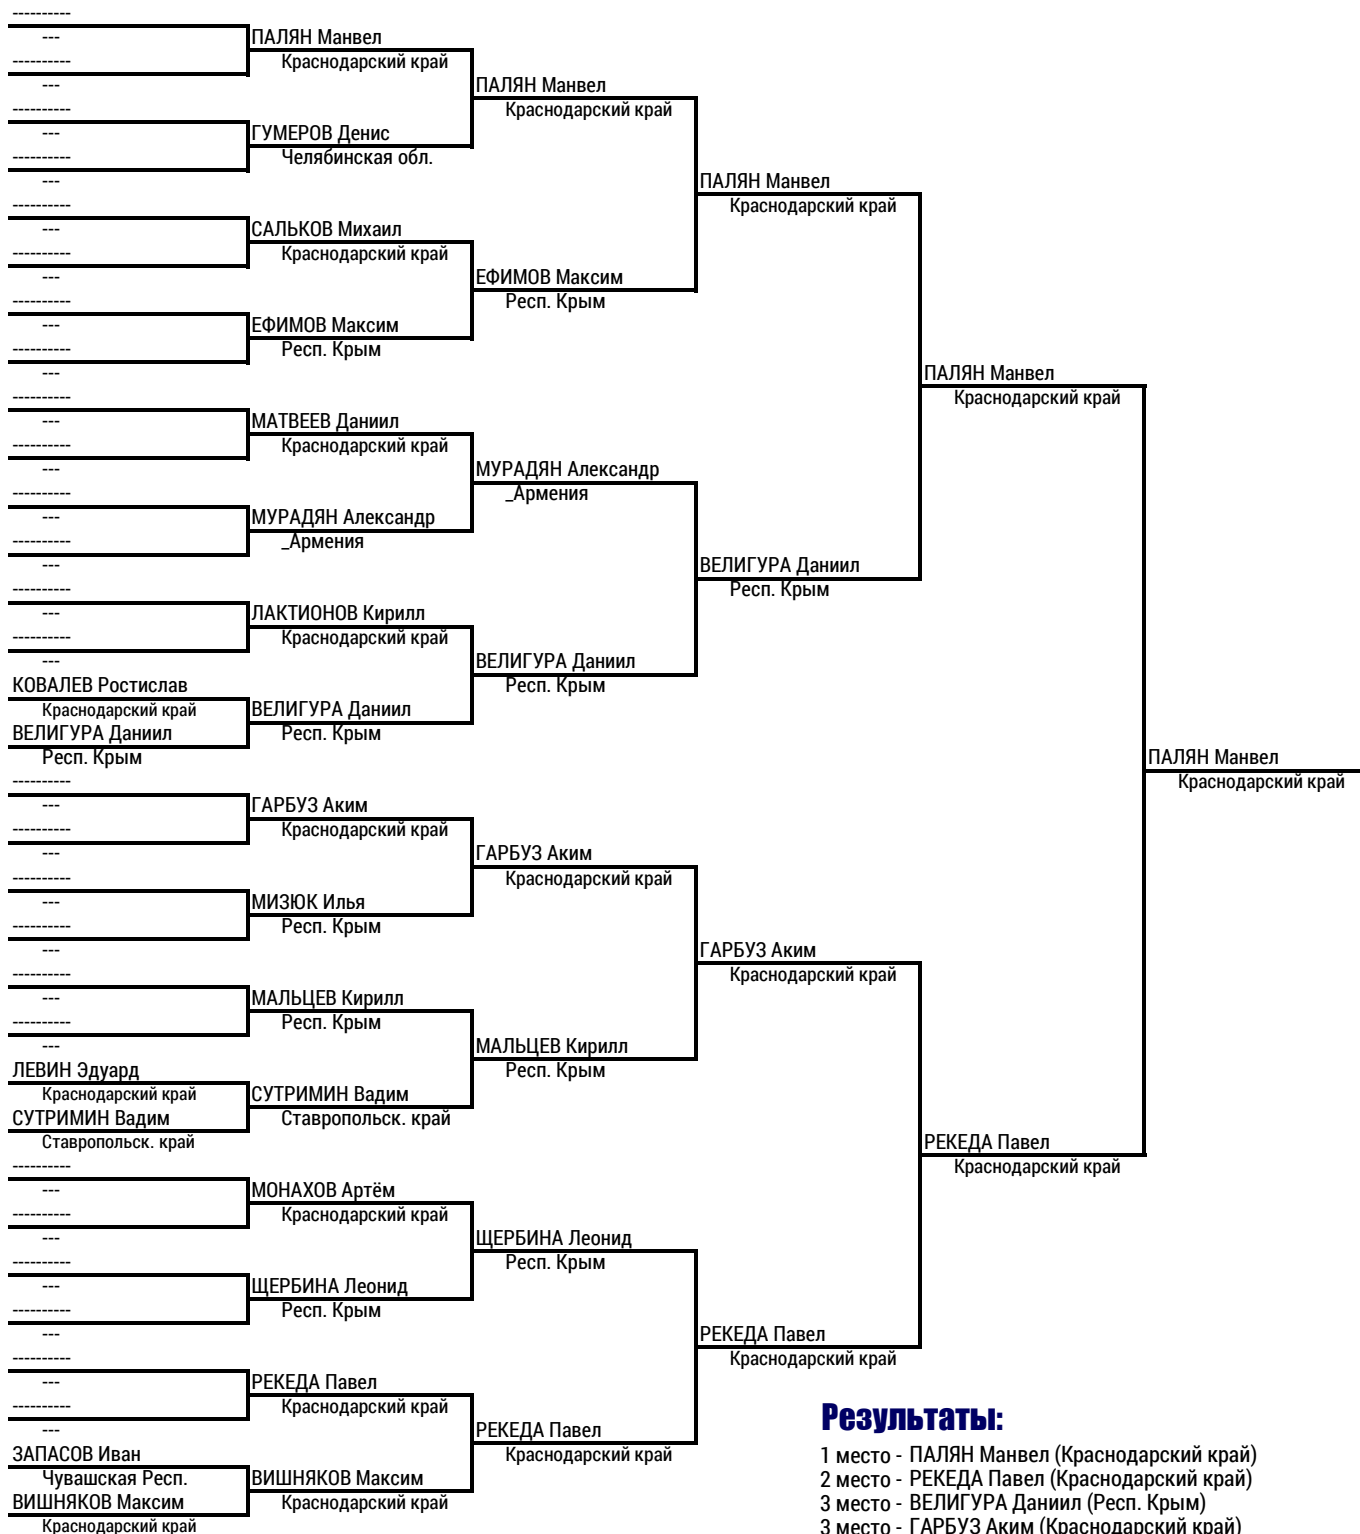 ----------
---
----------
---
----------
---
----------
---
----------
---
----------
---
----------
---
----------
---
----------
---
----------
---
----------
---
----------
---
----------
---
----------
---
КОВАЛЕВ Ростислав
Краснодарский край
ВЕЛИГУРА Даниил
Респ. Крым
----------
---
----------
---
----------
---
----------
---
----------
---
----------
---
ЛЕВИН Эдуард
Краснодарский край
СУТРИМИН Вадим
Ставропольск. край
----------
---
----------
---
----------
---
----------
---
----------
---
----------
---
ЗАПАСОВ Иван
Чувашская Респ.
ВИШНЯКОВ Максим
Краснодарский край
ПАЛЯН Манвел
Краснодарский край
ГУМЕРОВ Денис
Челябинская обл.
САЛЬКОВ Михаил
Краснодарский край
ЕФИМОВ Максим
Респ. Крым
МАТВЕЕВ Даниил
Краснодарский край
МУРАДЯН Александр
_Армения
ЛАКТИОНОВ Кирилл
Краснодарский край
ВЕЛИГУРА Даниил
Респ. Крым
ГАРБУЗ Аким
Краснодарский край
МИЗЮК Илья
Респ. Крым
МАЛЬЦЕВ Кирилл
Респ. Крым
СУТРИМИН Вадим
Ставропольск. край
МОНАХОВ Артём
Краснодарский край
ЩЕРБИНА Леонид
Респ. Крым
РЕКЕДА Павел
Краснодарский край
ВИШНЯКОВ Максим
Краснодарский край
ПАЛЯН Манвел
Краснодарский край
ЕФИМОВ Максим
Респ. Крым
МУРАДЯН Александр
_Армения
ВЕЛИГУРА Даниил
Респ. Крым
ГАРБУЗ Аким
Краснодарский край
МАЛЬЦЕВ Кирилл
Респ. Крым
ЩЕРБИНА Леонид
Респ. Крым
РЕКЕДА Павел
Краснодарский край
ПАЛЯН Манвел
Краснодарский край
ВЕЛИГУРА Даниил
Респ. Крым
ГАРБУЗ Аким
Краснодарский край
РЕКЕДА Павел
Краснодарский край
ПАЛЯН Манвел
Краснодарский край
РЕКЕДА Павел
Краснодарский край
ПАЛЯН Манвел
Краснодарский край
Результаты:
1 место - ПАЛЯН Манвел (Краснодарский край)
2 место - РЕКЕДА Павел (Краснодарский край)
3 место - ВЕЛИГУРА Даниил (Респ. Крым)
3 место - ГАРБУЗ Аким (Краснодарский край)